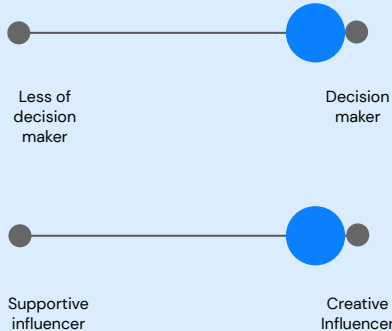 Less of
decision
maker
Decision
maker
Supportive
influencer
Creative
Influencer